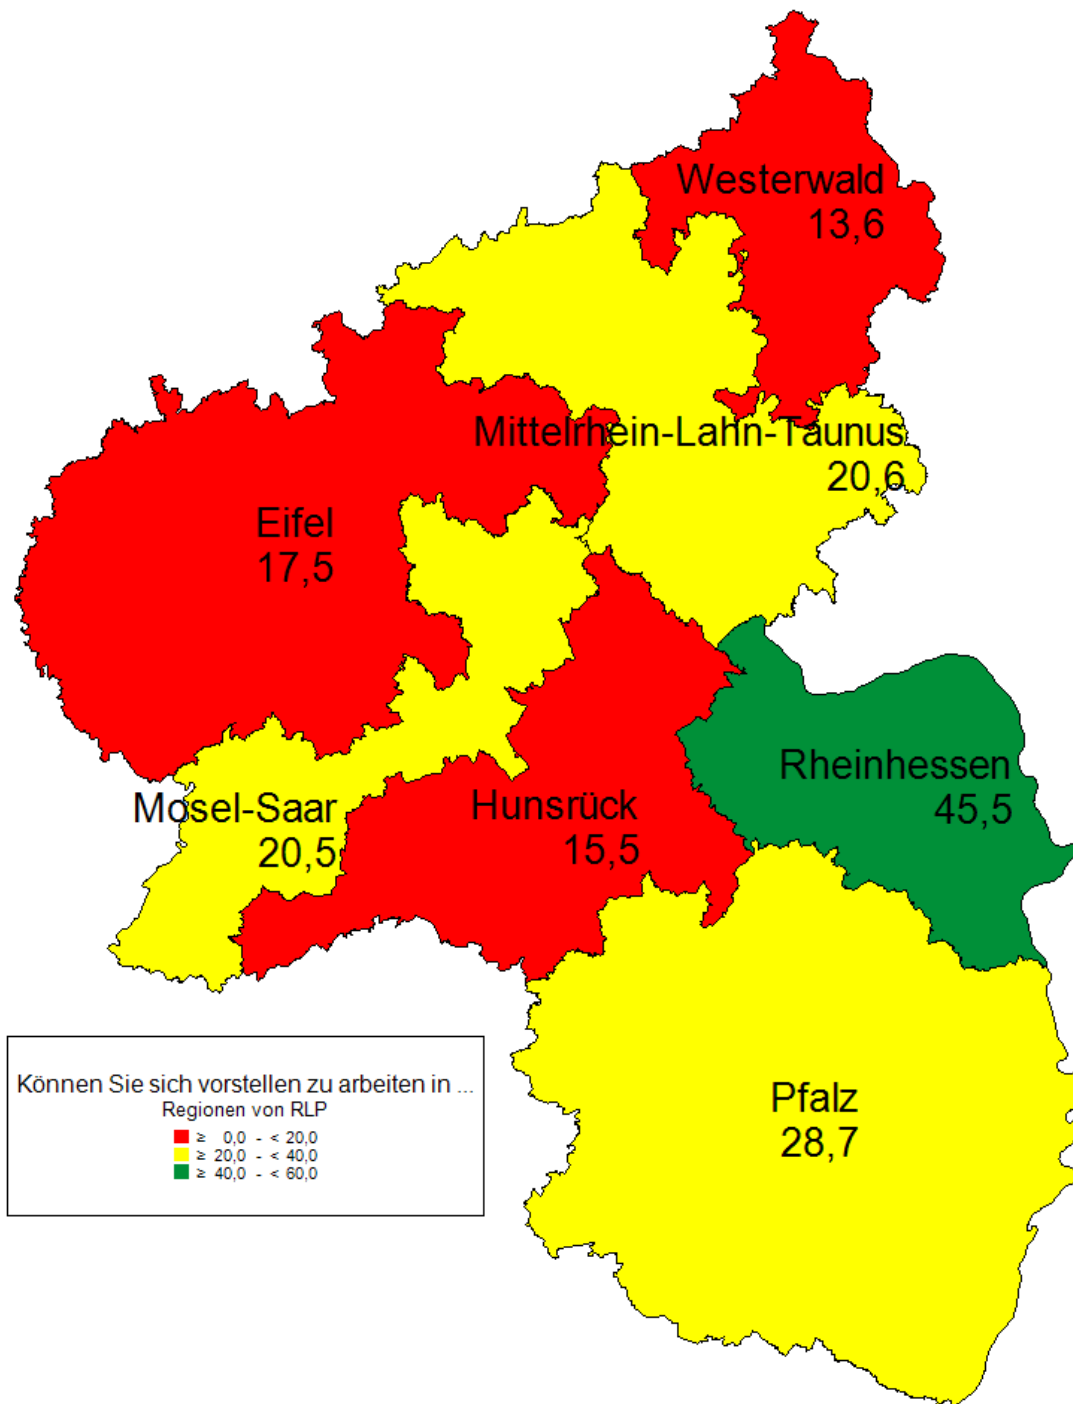 Westerwald
13,6
Mittelrhein-Lahn-Taunus
20,6
Eifel
17,5
Rheinhessen
45,5
Mosel-Saar
20,5
Hunsrück
15,5
Pfalz
28,7
Können Sie sich vorstellen zu arbeiten in ...
Regionen von RLP
≥ 0,0 - < 20,0
≥ 20,0 - < 40,0
≥ 40,0 - < 60,0